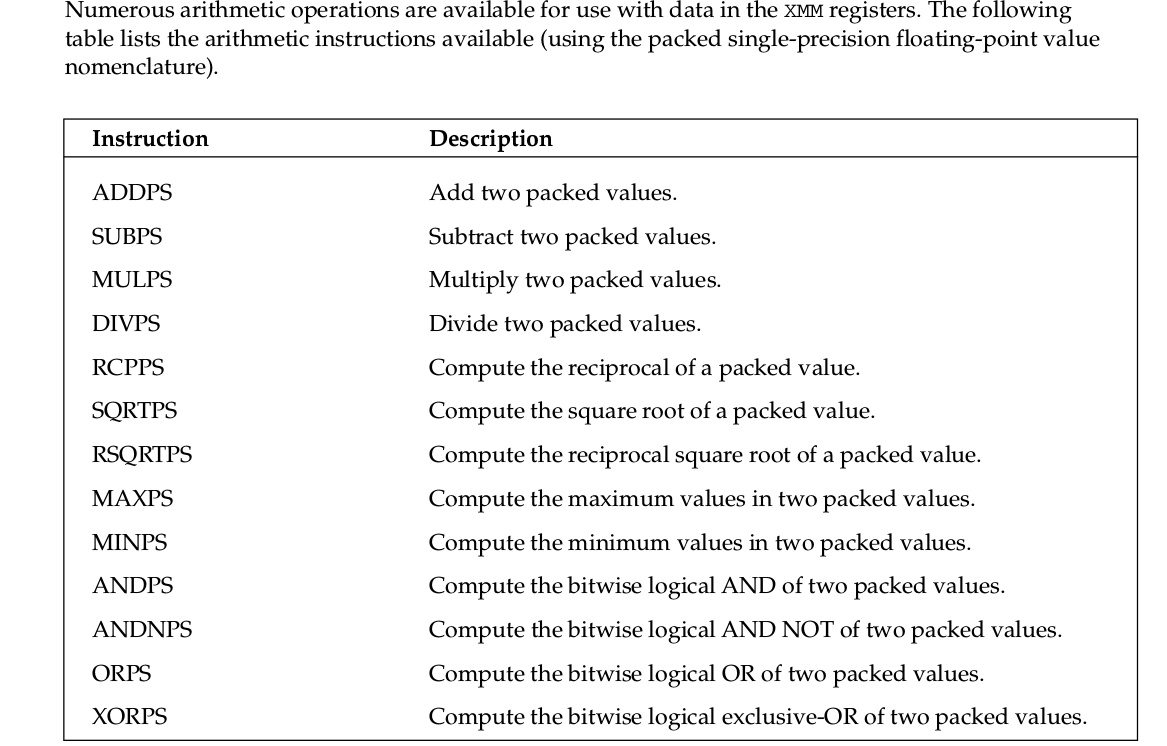 Numerous arithmetic operations are available for use with data in the XMM registers. The following
table lists the arithmetic instructions available (using the packed single-precision floating-point value
nomenclature).
Instruction Description
ADDPS Add two packed values.
SUBPS Subtract two packed values.
MULPS Multiply two packed values.
DIVPS Divide two packed values.
RCPPS Compute the reciprocal of a packed value.
SQRTPS Compute the square root of a packed value.
RSQRTPS Compute the reciprocal square root of a packed value.
MAXPS Compute the maximum values in two packed values.
MINPS Compute the minimum values in two packed values.
ANDPS Compute the bitwise logical AND of two packed values.
ANDNPS Compute the bitwise logical AND NOT of two packed values.
ORPS Compute the bitwise logical OR of two packed values.
XORPS Compute the bitwise logical exclusive-OR of two packed values.